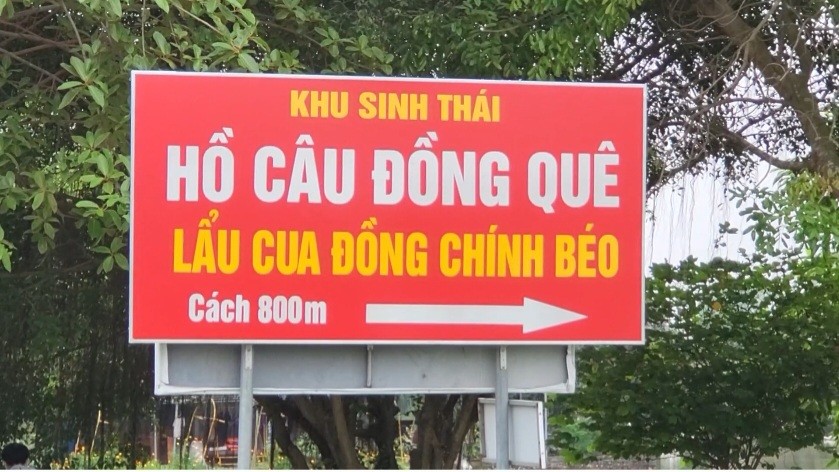 KHU SINH THÁI
HỒ CÂU ĐỒNG QUÊ
LẨU CUA ĐỒNG CHÍNH BÉO
Cách 800m